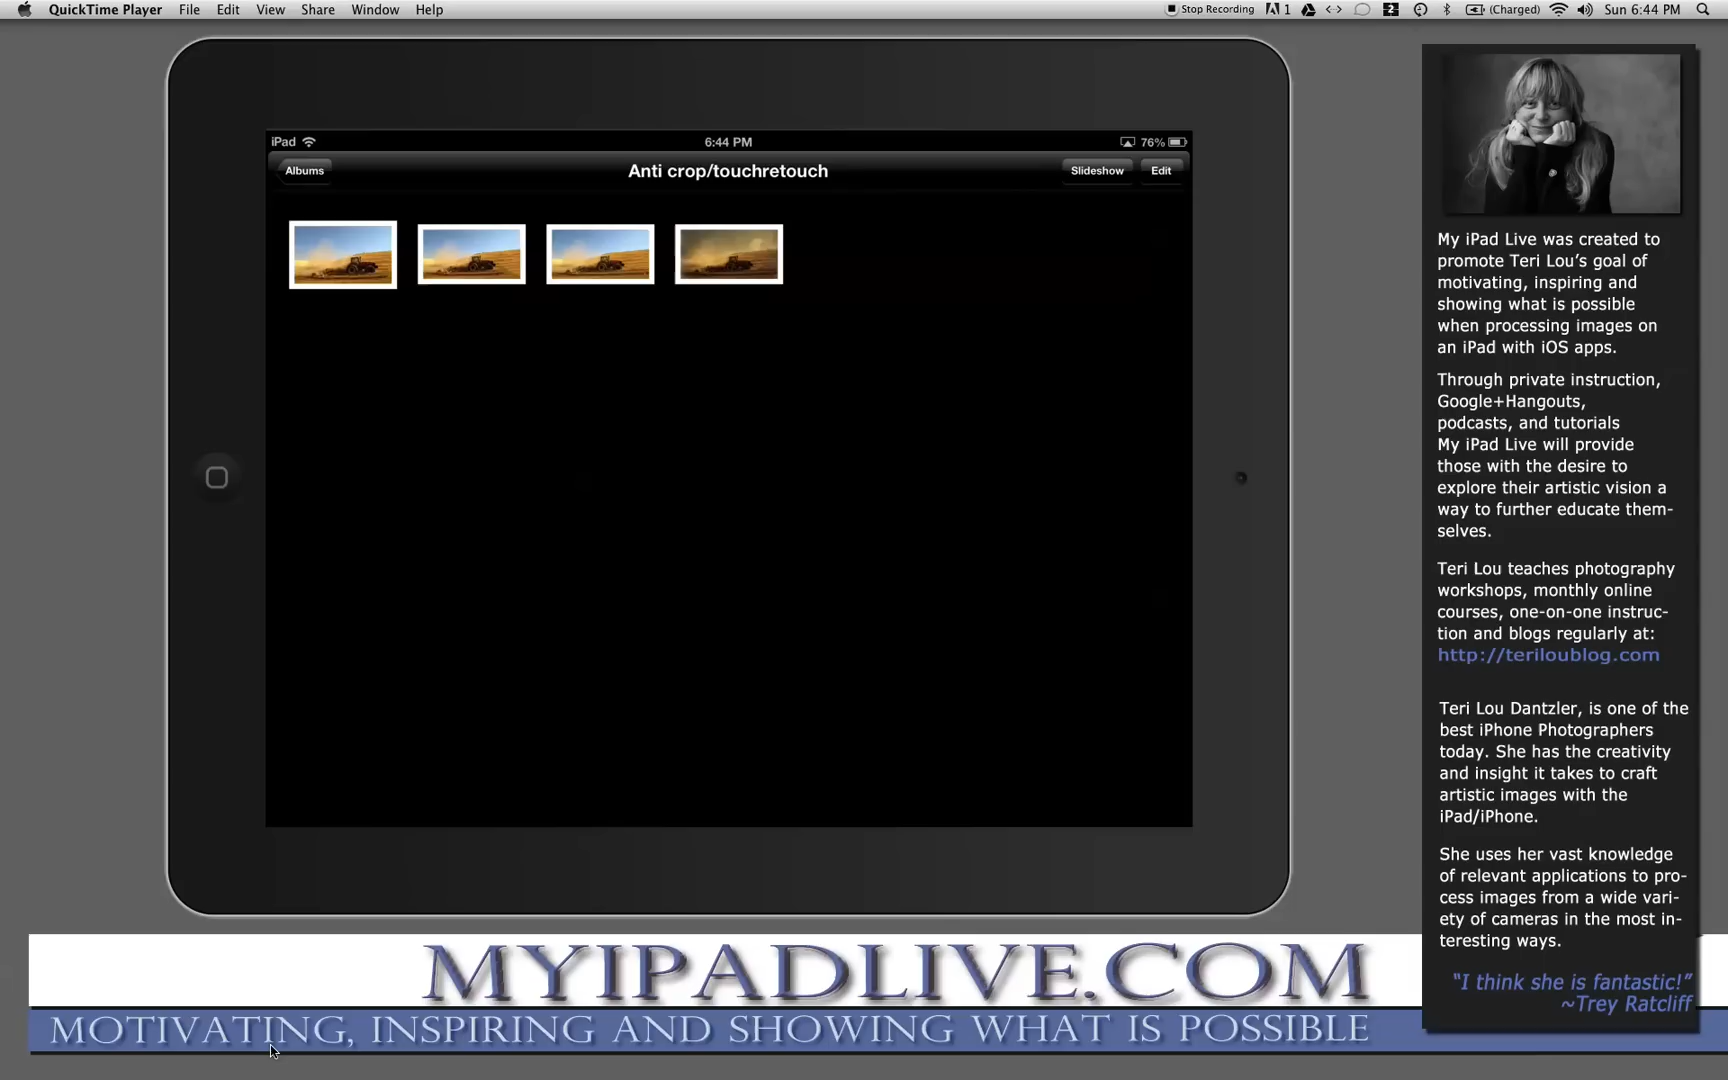 QuickTime Player File Edit View Share Window Help Stop Recording 1 2 (Charged) Sun 6:44 PM
iPad 6:44 PM 76%
Albums Anti crop/touchretouch Slideshow Edit
My iPad Live was created to
promote Teri Lou’s goal of
motivating, inspiring and
showing what is possible
when processing images on
an iPad with iOS apps.
Through private instruction,
Google+Hangouts,
podcasts, and tutorials
My iPad Live will provide
those with the desire to
explore their artistic vision a
way to further educate them-
selves.
Teri Lou teaches photography
workshops, monthly online
courses, one-on-one instruc-
tion and blogs regularly at:
http://teriloublog.com
Teri Lou Dantzler, is one of the
best iPhone Photographers
today. She has the creativity
and insight it takes to craft
artistic images with the
iPad/iPhone.
She uses her vast knowledge
of relevant applications to pro-
cess images from a wide vari-
ety of cameras in the most in-
teresting ways.
“I think she is fantastic!”
~Trey Ratcliff
MYIPADLIVE.COM
MOTIVATING, INSPIRING AND SHOWING WHAT IS POSSIBLE